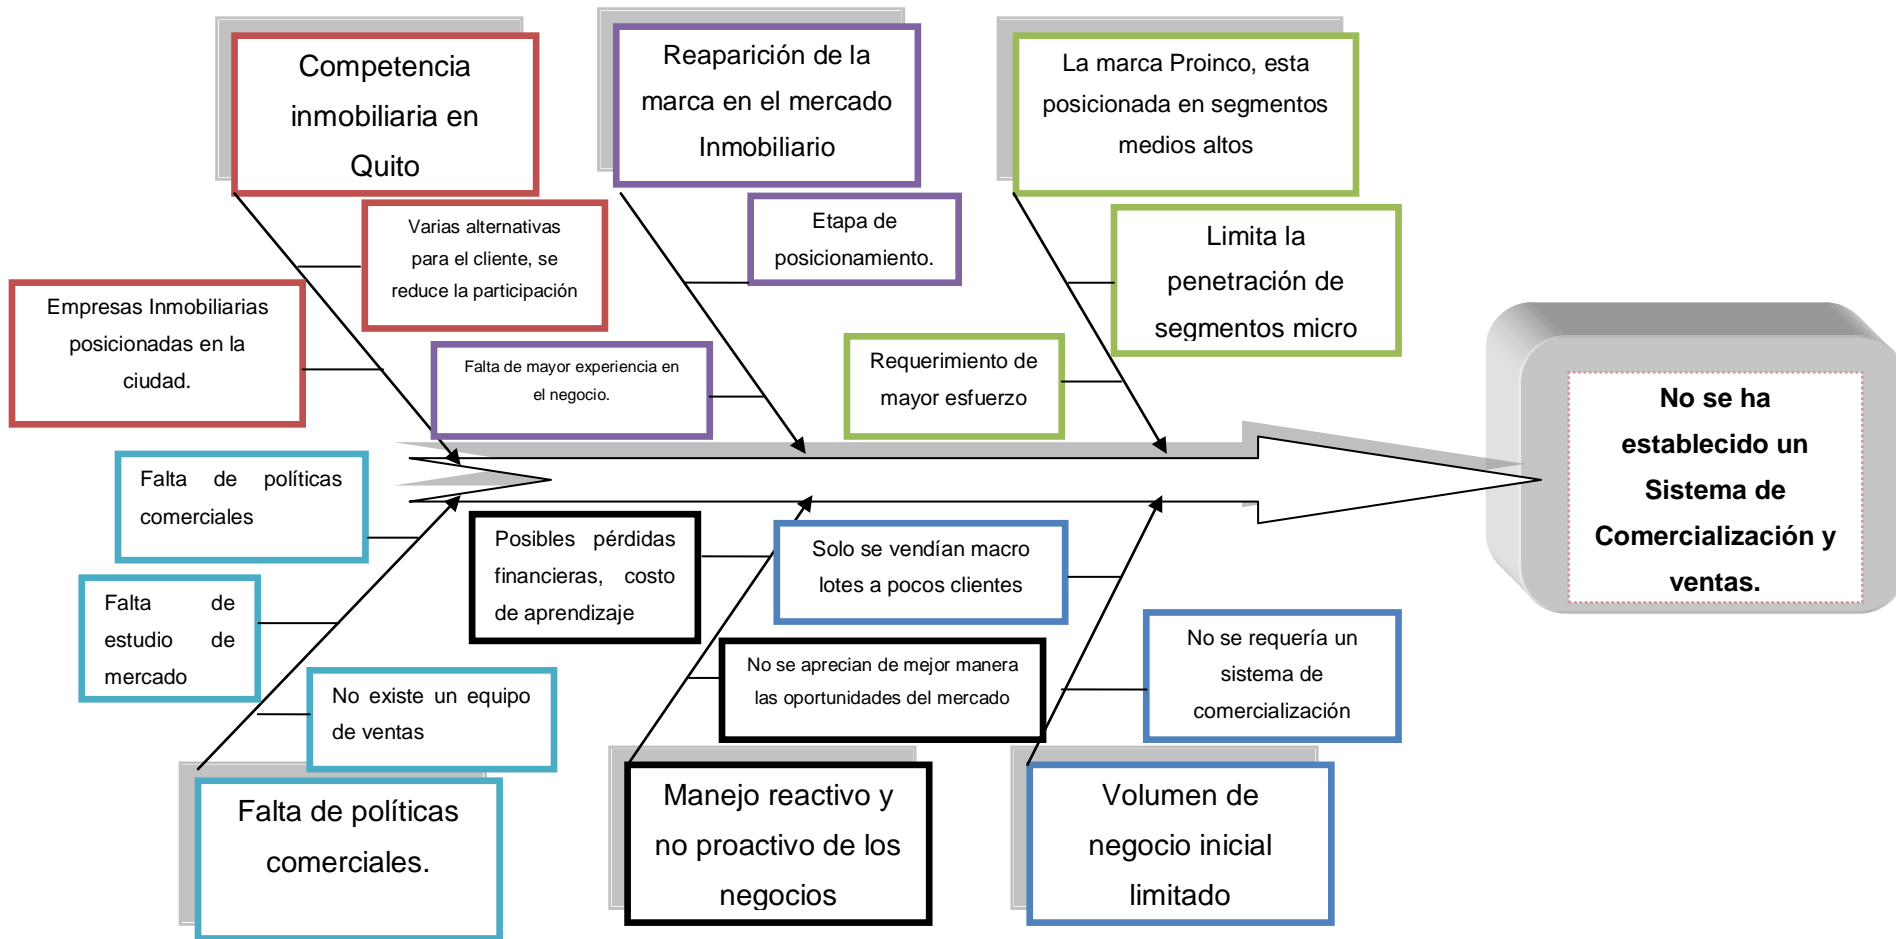 Competencia
inmobiliaria en
Quito
Reaparición de la
marca en el mercado
Inmobiliario
La marca Proinco, esta
posicionada en segmentos
medios altos
Varias alternativas
para el cliente, se
reduce la participación
Etapa de
posicionamiento.
Limita la
penetración de
segmentos micro
Empresas Inmobiliarias
posicionadas en la
ciudad.
Falta de mayor experiencia en
el negocio.
Requerimiento de
mayor esfuerzo
No se ha
establecido un
Sistema de
Comercialización y
ventas.
Falta de políticas
comerciales
Posibles pérdidas
financieras, costo
de aprendizaje
Solo se vendían macro
lotes a pocos clientes
Falta de
estudio de
mercado
No se aprecian de mejor manera
las oportunidades del mercado
No se requería un
sistema de
comercialización
No existe un equipo
de ventas
Falta de políticas
comerciales.
Manejo reactivo y
no proactivo de los
negocios
Volumen de
negocio inicial
limitado